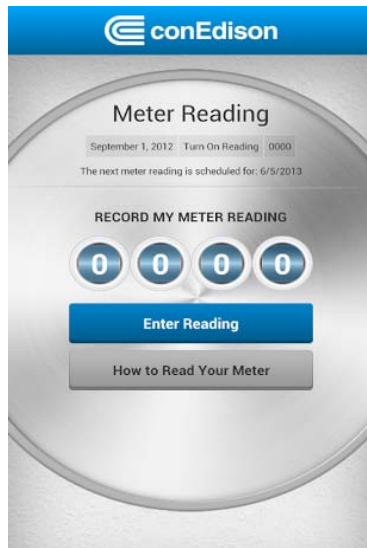 conEdison
Meter Reading
September 1, 2012 Turn On Reading 0000
The next meter reading is scheduled for: 6/5/2013
RECORD MY METER READING
0 0 0 0
Enter Reading
How to Read Your Meter